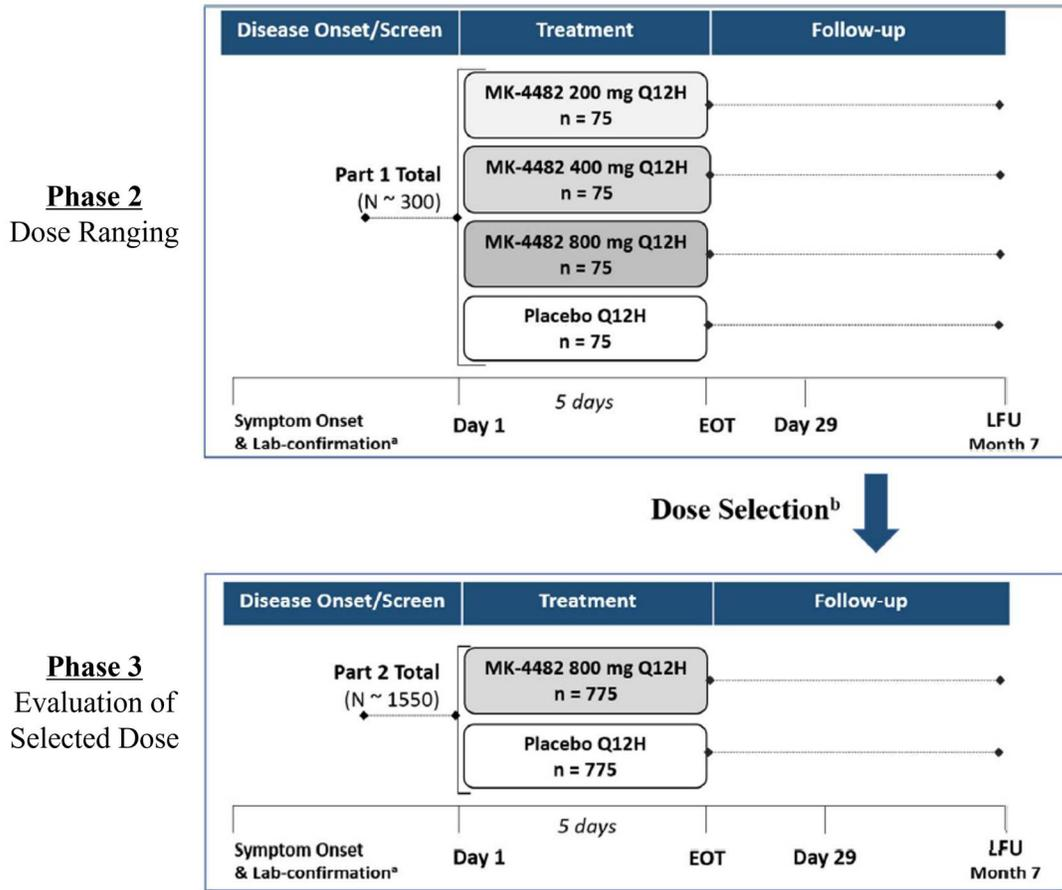 Phase 2
Dose Ranging
Disease Onset/Screen
Treatment
Follow-up
Part 1 Total
(N ~ 300)
MK-4482 200 mg Q12H
n = 75
MK-4482 400 mg Q12H
n = 75
MK-4482 800 mg Q12H
n = 75
Placebo Q12H
n = 75
5 days
Symptom Onset
& Lab-confirmationᵃ
Day 1
EOT
Day 29
LFU
Month 7
Dose Selectionᵇ
Phase 3
Evaluation of
Selected Dose
Disease Onset/Screen
Treatment
Follow-up
Part 2 Total
(N ~ 1550)
MK-4482 800 mg Q12H
n = 775
Placebo Q12H
n = 775
5 days
Symptom Onset
& Lab-confirmationᵃ
Day 1
EOT
Day 29
LFU
Month 7